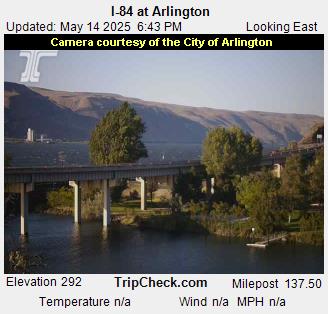 I-84 at Arlington
Updated: May 14 2025  6:43 PM    Looking East
Camera courtesy of the City of Arlington
Elevation 292    TripCheck.com    Milepost 137.50
Temperature n/a    Wind n/a  MPH n/a